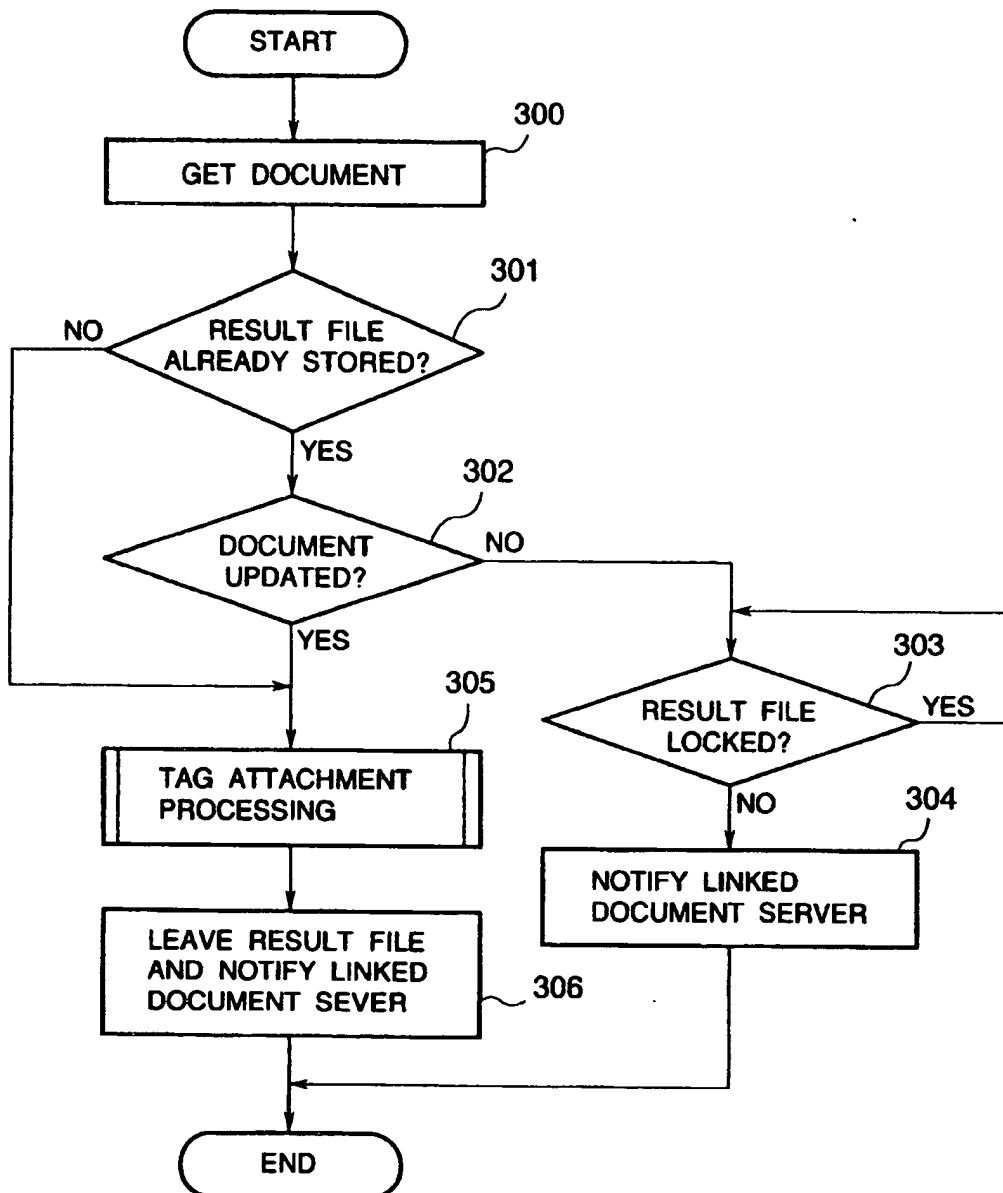 START
300
GET DOCUMENT
301
NO
RESULT FILE
ALREADY STORED?
YES
302
DOCUMENT
UPDATED?
NO
YES
303
RESULT FILE
LOCKED?
YES
NO
305
TAG ATTACHMENT
PROCESSING
304
NOTIFY LINKED
DOCUMENT SERVER
LEAVE RESULT FILE
AND NOTIFY LINKED
DOCUMENT SEVER
306
END